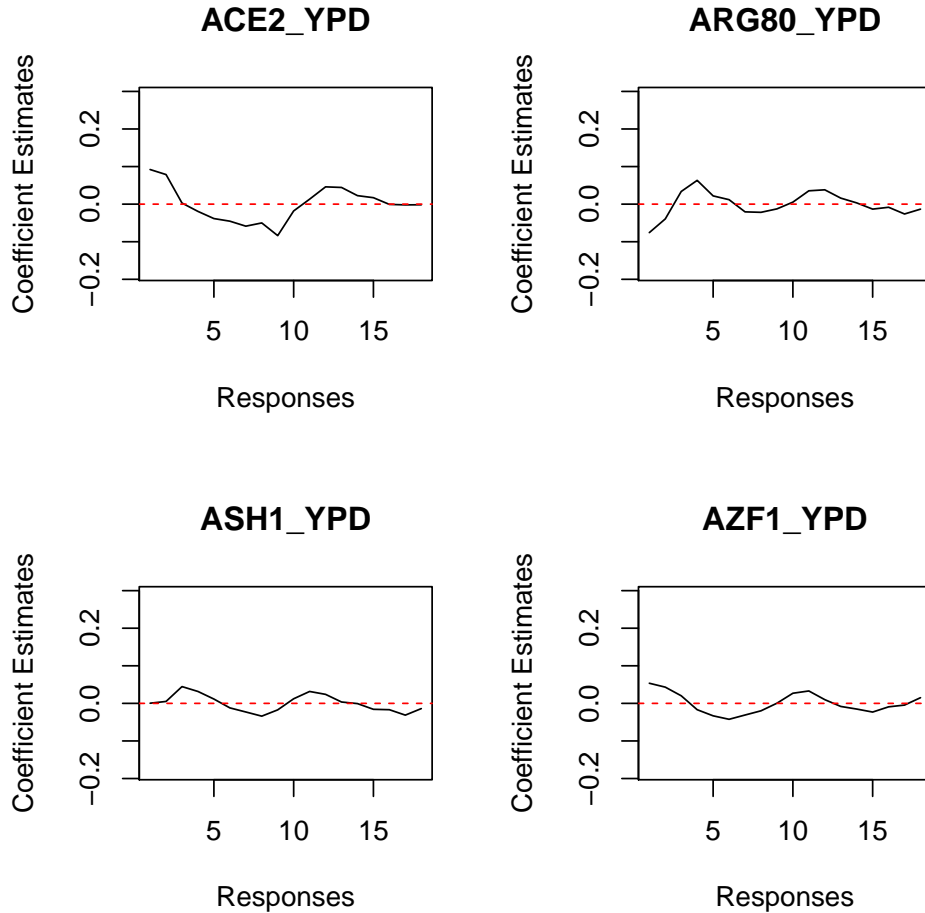 ACE2_YPD
Coefficient Estimates
0.2
0.0
−0.2
5 10 15
Responses
ARG80_YPD
Coefficient Estimates
0.2
0.0
−0.2
5 10 15
Responses
ASH1_YPD
Coefficient Estimates
0.2
0.0
−0.2
5 10 15
Responses
AZF1_YPD
Coefficient Estimates
0.2
0.0
−0.2
5 10 15
Responses